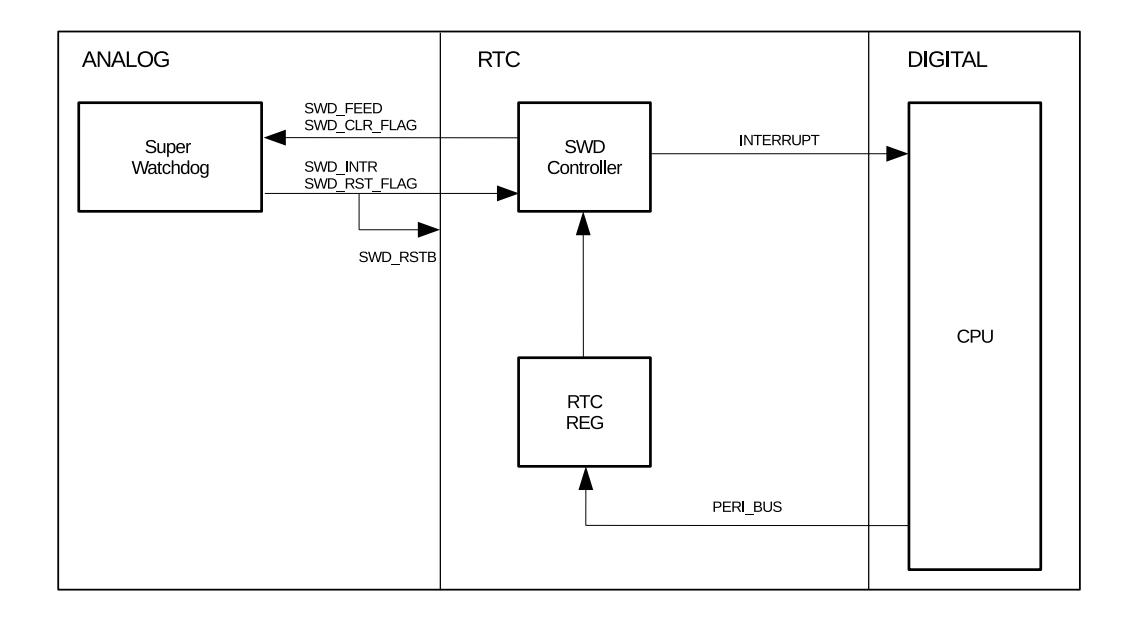 ANALOG
RTC
DIGITAL
SWD_FEED
SWD_CLR_FLAG
Super
Watchdog
SWD_INTR
SWD_RST_FLAG
SWD_RSTB
SWD
Controller
INTERRUPT
CPU
RTC
REG
PERI_BUS